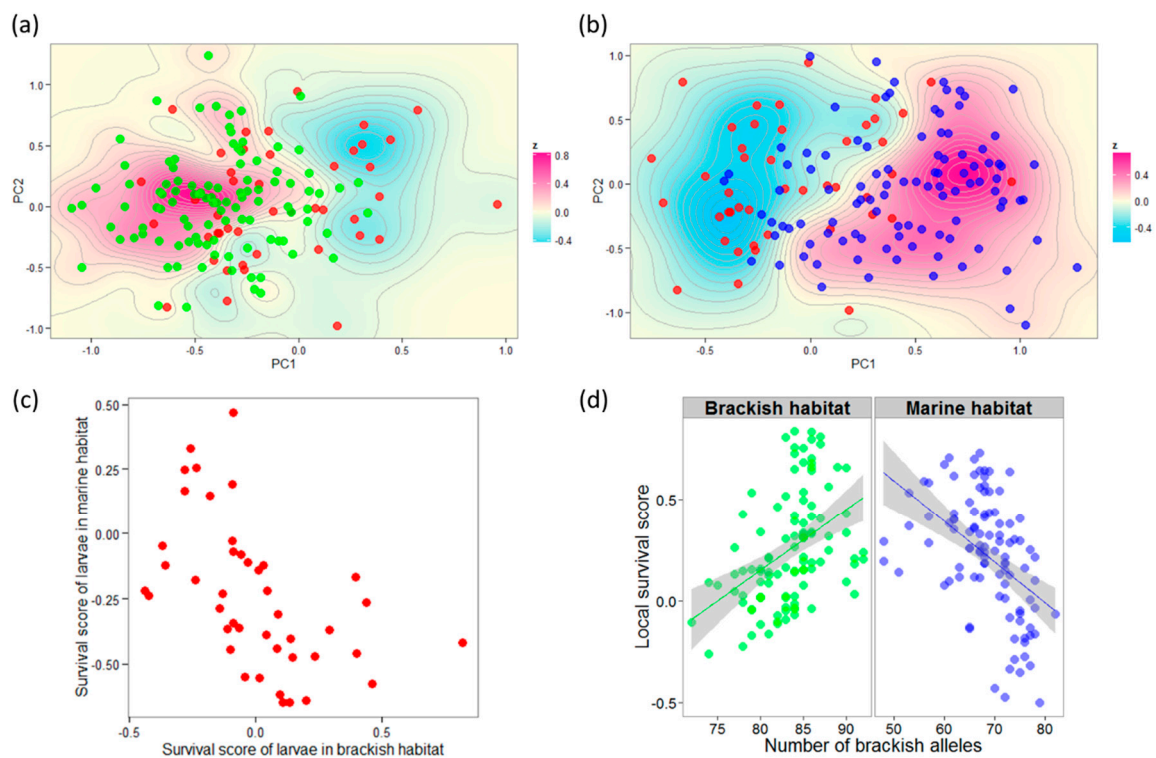 (a)
(b)
PC2
1.0
0.5
0.0
-0.5
-1.0
-1.0
-0.5
0.0
0.5
1.0
PC1
z
0.8
0.4
0.0
-0.4
PC2
1.0
0.5
0.0
-0.5
-1.0
-0.5
0.0
0.5
1.0
PC1
z
0.4
0.0
-0.4
(c)
Survival score of larvae in marine habitat
0.50
0.25
0.00
-0.25
-0.50
-0.5
0.0
0.4
Survival score of larvae in brackish habitat
(d)
Brackish habitat
Marine habitat
Local survival score
0.5
0.0
-0.5
75
80
85
90
50
60
70
80
Number of brackish alleles